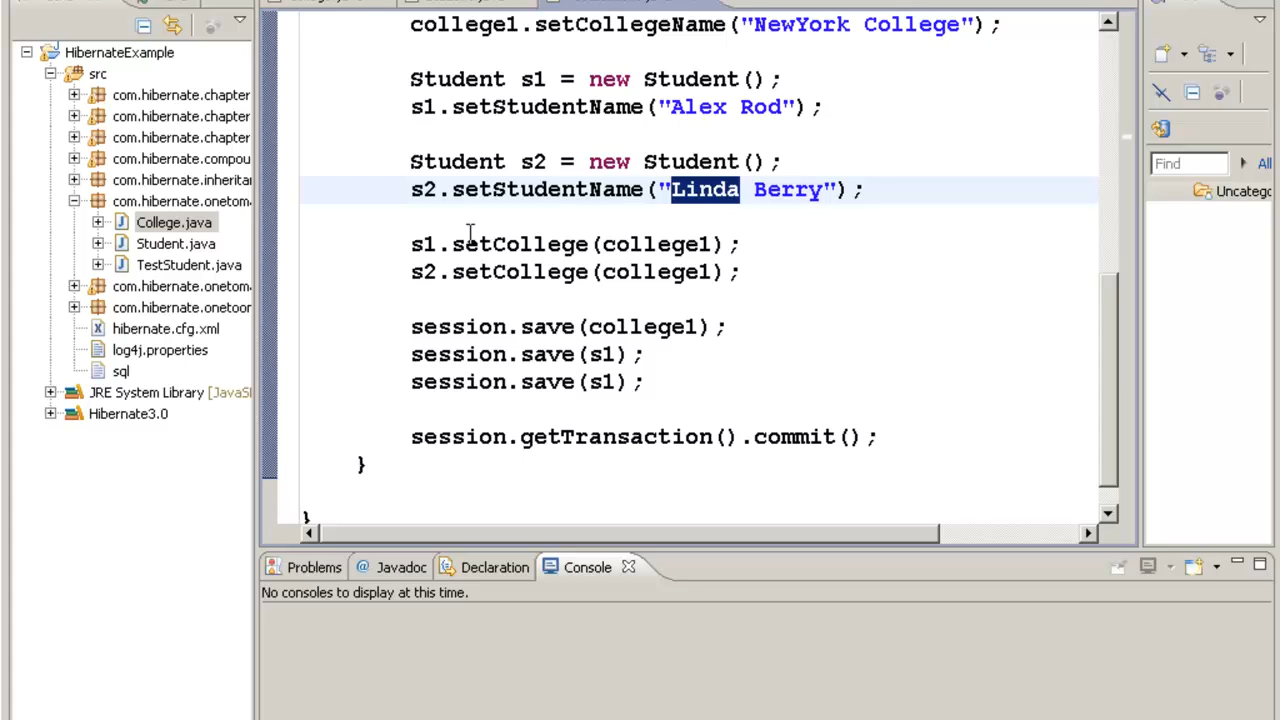 HibernateExample
src
com.hibernate.chapter
com.hibernate.chapter
com.hibernate.chapter
com.hibernate.compou
com.hibernate.inherita
com.hibernate.onetom
College.java
Student.java
TestStudent.java
com.hibernate.onetom
com.hibernate.onetoor
hibernate.cfg.xml
log4j.properties
sql
JRE System Library [JavaS
Hibernate3.0
college1.setCollegeName("NewYork College");
Student s1 = new Student();
s1.setStudentName("Alex Rod");
Student s2 = new Student();
s2.setStudentName("Linda Berry");
s1.setCollege(college1);
s2.setCollege(college1);
session.save(college1);
session.save(s1);
session.save(s1);
session.getTransaction().commit();
}
}
Find
All
Uncatego
Problems
@ Javadoc
Declaration
Console
No consoles to display at this time.